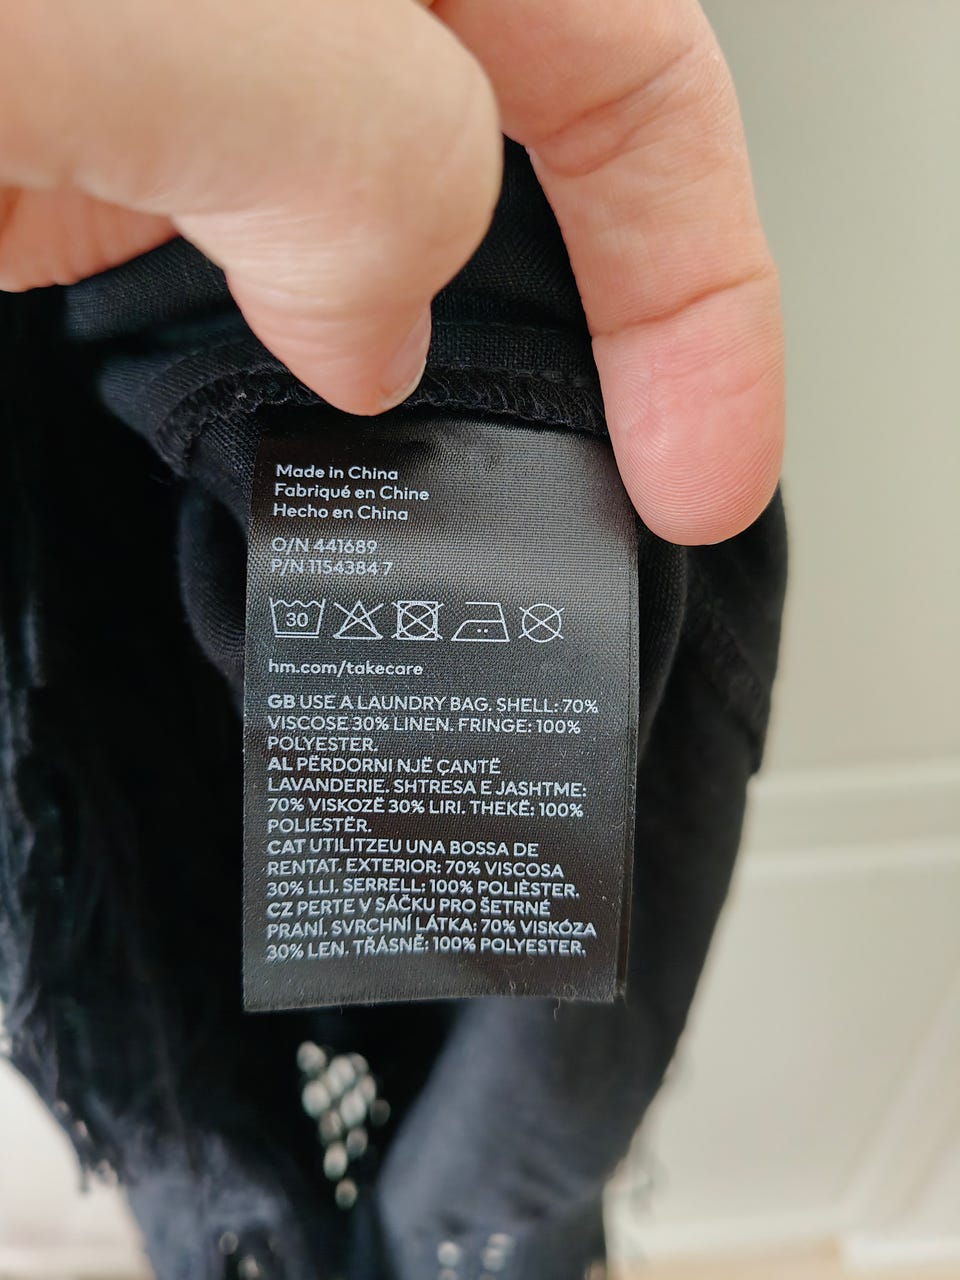 Made in China
Fabriqué en Chine
Hecho en China
O/N 441689
P/N 1154384 7
30
hm.com/takecare
GB USE A LAUNDRY BAG. SHELL: 70%
VISCOSE 30% LINEN. FRINGE: 100%
POLYESTER.
AL PËRDORNI NJË ÇANTË
LAVANDERIE. SHTRESA E JASHTME:
70% VISKOZË 30% LIRI. THEKË: 100%
POLIESTËR.
CAT UTILITZEU UNA BOSSA DE
RENTAT. EXTERIOR: 70% VISCOSA
30% LLI. SERRELL: 100% POLIÈSTER.
CZ PERTE V SÁČKU PRO ŠETRNÉ
PRANÍ. SVRCHNÍ LÁTKA: 70% VISKÓZA
30% LEN. TŘÁSNĚ: 100% POLYESTER.